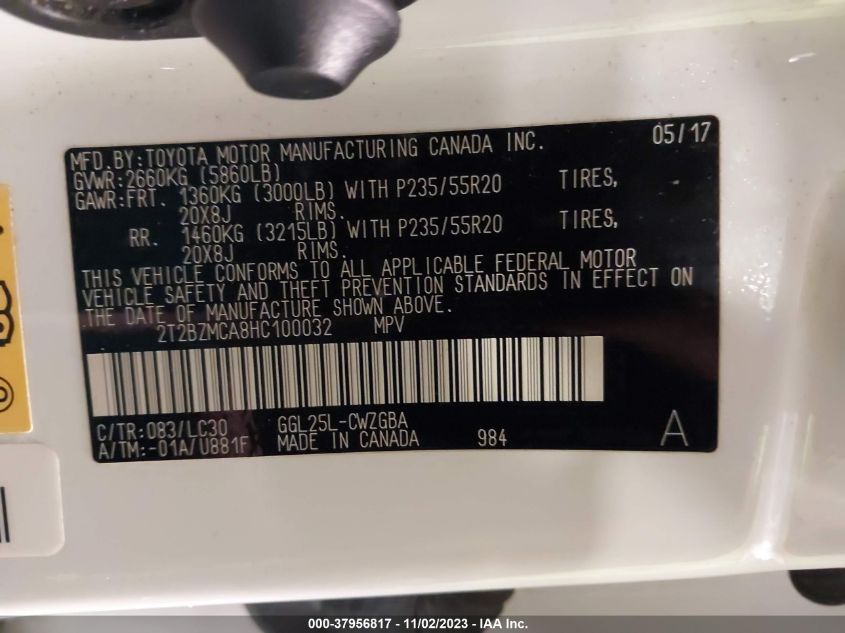 MFD.BY:TOYOTA MOTOR MANUFACTURING CANADA INC. 05/17
GVWR:2660KG (5860LB)
GAWR:FRT. 1360KG (3000LB) WITH P235/55R20 TIRES,
20X8J RIMS.
RR. 1460KG (3215LB) WITH P235/55R20 TIRES,
20X8J RIMS.
THIS VEHICLE CONFORMS TO ALL APPLICABLE FEDERAL MOTOR
VEHICLE SAFETY AND THEFT PREVENTION STANDARDS IN EFFECT ON
THE DATE OF MANUFACTURE SHOWN ABOVE.
2T2BZMCA8HC100032 MPV
C/TR:083/LC30 GGL25L-CWZGBA
A/TM:-01A/U881F MADE IN CANADA 984 A
000-37956817 - 11/02/2023 - IAA Inc.